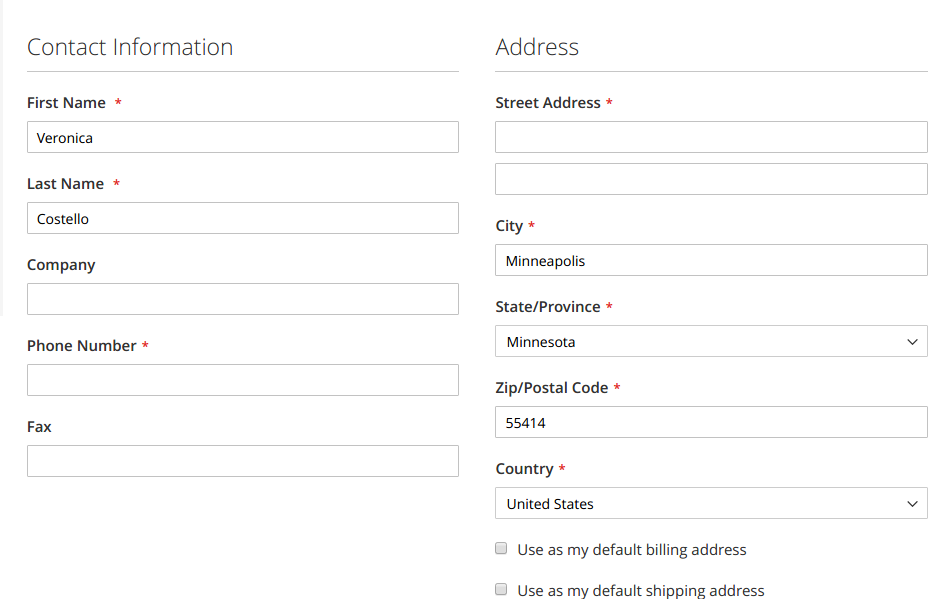 Contact Information
First Name *
Veronica
Last Name *
Costello
Company
Phone Number *
Fax
Address
Street Address *
City *
Minneapolis
State/Province *
Minnesota
Zip/Postal Code *
55414
Country *
United States
Use as my default billing address
Use as my default shipping address